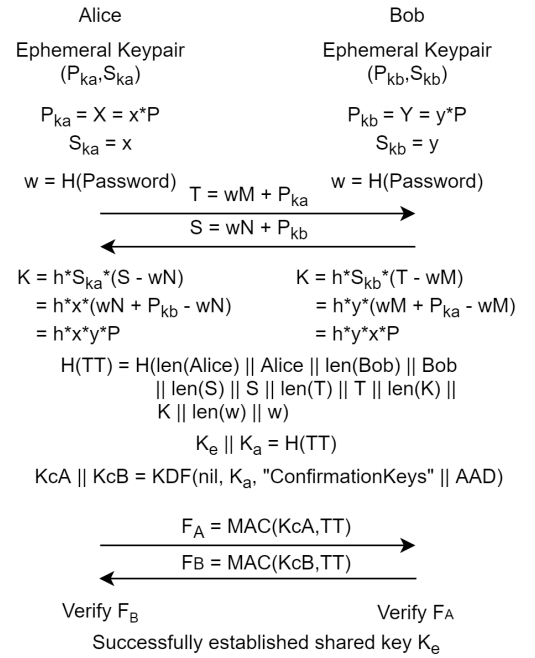 Alice Bob
Ephemeral Keypair Ephemeral Keypair
(Pka,Ska) (Pkb,Skb)
Pka = X = x*P Pkb = Y = y*P
Ska = x Skb = y
w = H(Password) w = H(Password)
T = wM + Pka
S = wN + Pkb
K = h*Ska*(S - wN) K = h*Skb*(T - wM)
= h*x*(wN + Pkb - wN) = h*y*(wM + Pka - wM)
= h*x*y*P = h*y*x*P
H(TT) = H(len(Alice) || Alice || len(Bob) || Bob
|| len(S) || S || len(T) || T || len(K) ||
K || len(w) || w)
Ke || Ka = H(TT)
KcA || KcB = KDF(nil, Ka, "ConfirmationKeys" || AAD)
FA = MAC(KcA,TT)
FB = MAC(KcB,TT)
Verify FB Verify FA
Successfully established shared key Ke